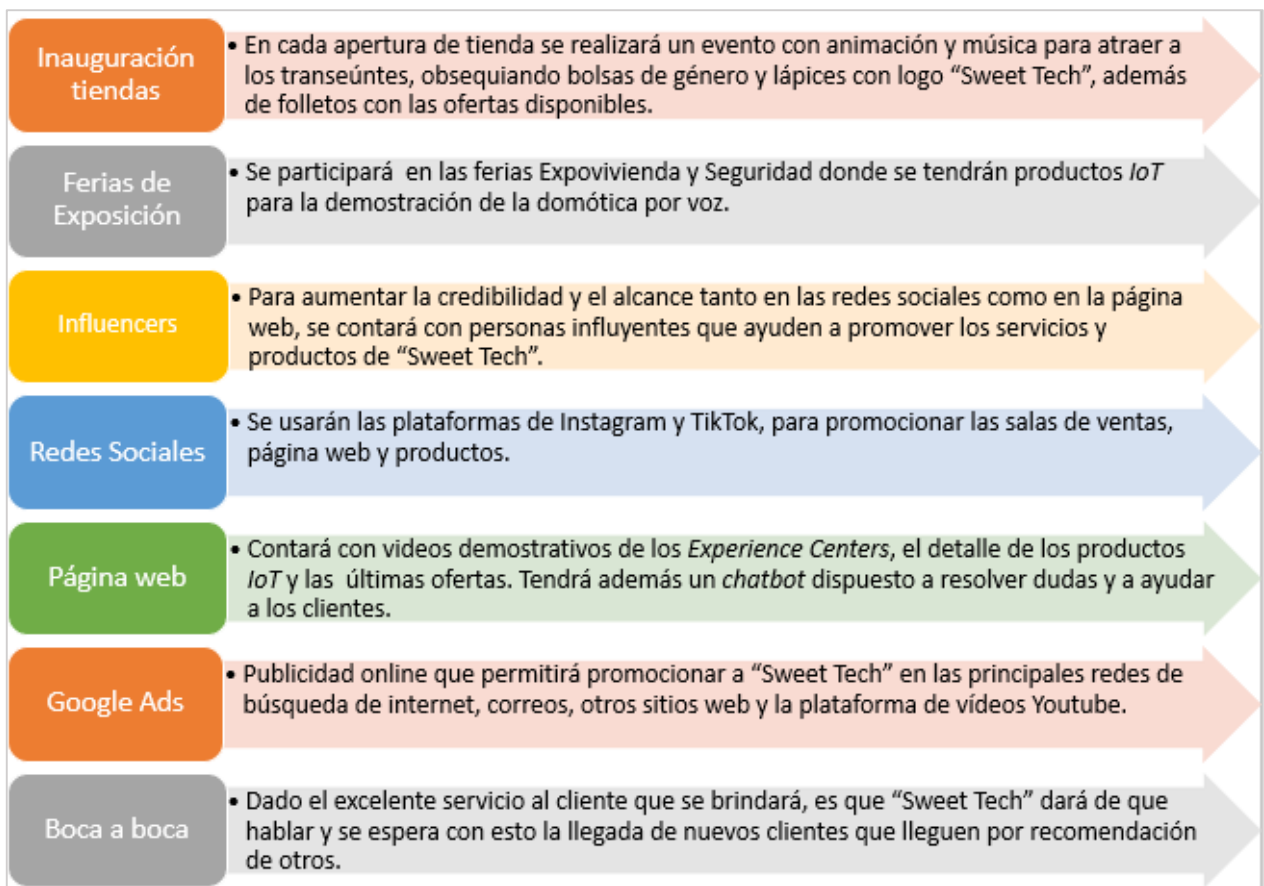 Inauguración
tiendas
• En cada apertura de tienda se realizará un evento con animación y música para atraer a
los transeúntes, obsequiando bolsas de género y lápices con logo “Sweet Tech”, además
de folletos con las ofertas disponibles.
Ferias de
Exposición
• Se participará en las ferias Expovivienda y Seguridad donde se tendrán productos IoT
para la demostración de la domótica por voz.
Influencers
• Para aumentar la credibilidad y el alcance tanto en las redes sociales como en la página
web, se contará con personas influyentes que ayuden a promover los servicios y
productos de “Sweet Tech”.
Redes Sociales
• Se usarán las plataformas de Instagram y TikTok, para promocionar las salas de ventas,
página web y productos.
Página web
• Contará con videos demostrativos de los Experience Centers, el detalle de los productos
IoT y las últimas ofertas. Tendrá además un chatbot dispuesto a resolver dudas y a ayudar
a los clientes.
Google Ads
• Publicidad online que permitirá promocionar a “Sweet Tech” en las principales redes de
búsqueda de internet, correos, otros sitios web y la plataforma de vídeos Youtube.
Boca a boca
• Dado el excelente servicio al cliente que se brindará, es que “Sweet Tech” dará de que
hablar y se espera con esto la llegada de nuevos clientes que lleguen por recomendación
de otros.